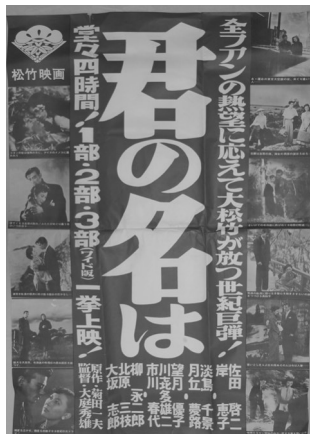 松竹映画
全ファンの熱望に応えて大松竹が放つ世紀巨弾!
君の名は
堂々四時間!1部・2部・3部(ワイド版)一挙上映!
佐田啓二
岸恵子
淡島千景
月丘夢路
川喜多雄二
望月優子
市川春代
柳永二郎
北原三枝
大坂志郎
原作・菊田一夫
監督・大庭秀雄